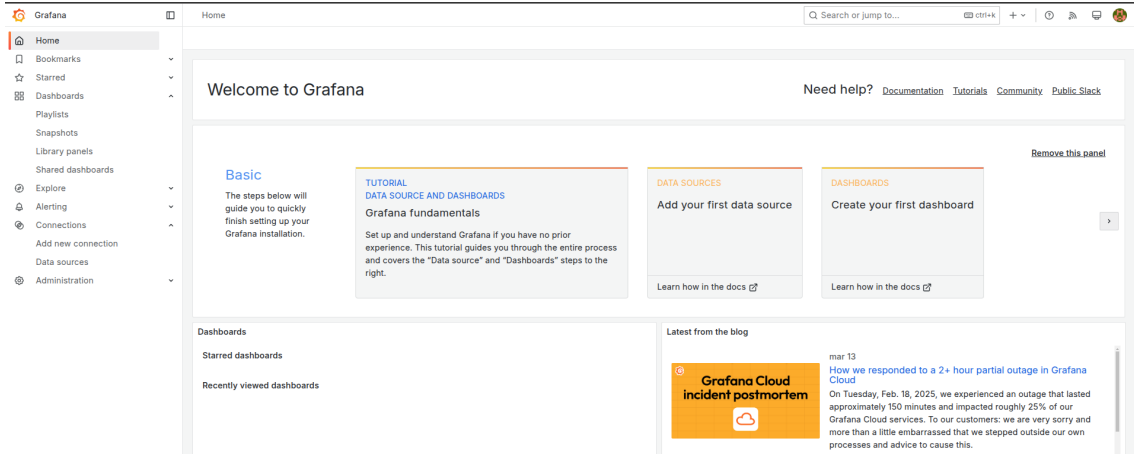 Grafana
Home
Search or jump to...
ctrl+k
Home
Bookmarks
Starred
Dashboards
Playlists
Snapshots
Library panels
Shared dashboards
Explore
Alerting
Connections
Add new connection
Data sources
Administration
Welcome to Grafana
Need help? Documentation Tutorials Community Public Slack
Remove this panel
Basic
The steps below will
guide you to quickly
finish setting up your
Grafana installation.
TUTORIAL
DATA SOURCE AND DASHBOARDS
Grafana fundamentals
Set up and understand Grafana if you have no prior
experience. This tutorial guides you through the entire process
and covers the “Data source” and “Dashboards” steps to the
right.
DATA SOURCES
Add your first data source
Learn how in the docs
DASHBOARDS
Create your first dashboard
Learn how in the docs
Dashboards
Starred dashboards
Recently viewed dashboards
Latest from the blog
Grafana Cloud
incident postmortem
mar 13
How we responded to a 2+ hour partial outage in Grafana
Cloud
On Tuesday, Feb. 18, 2025, we experienced an outage that lasted
approximately 150 minutes and impacted roughly 25% of our
Grafana Cloud services. To our customers: we are very sorry and
more than a little embarrassed that we stepped outside our own
processes and advice to cause this.